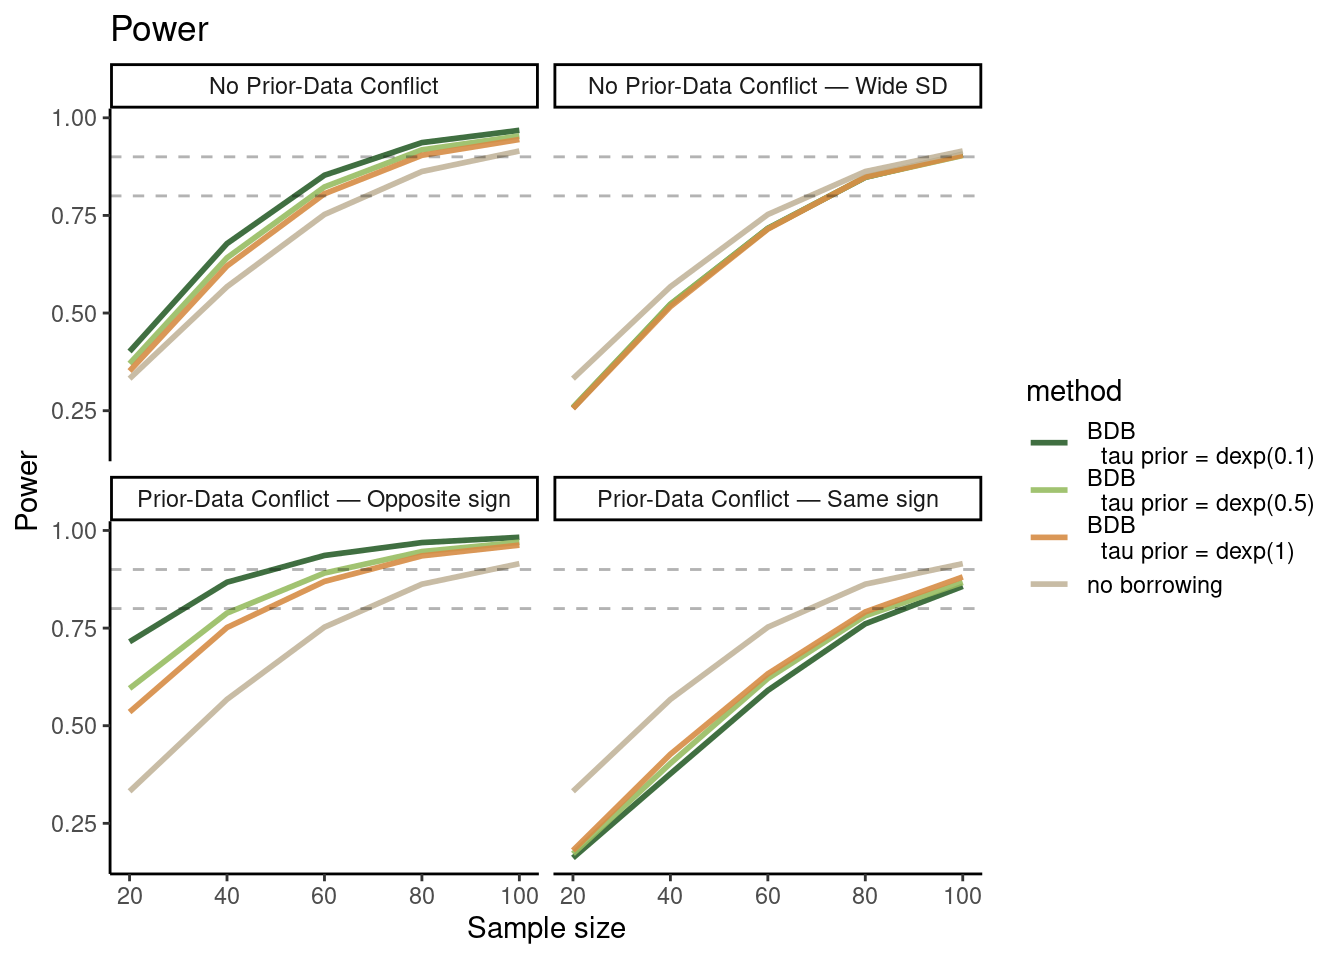 Power
No Prior-Data Conflict
No Prior-Data Conflict — Wide SD
1.00
0.75
0.50
0.25
Prior-Data Conflict — Opposite sign
Prior-Data Conflict — Same sign
1.00
0.75
0.50
0.25
Power
20 40 60 80 100
20 40 60 80 100
Sample size
method
BDB
tau prior = dexp(0.1)
BDB
tau prior = dexp(0.5)
BDB
tau prior = dexp(1)
no borrowing